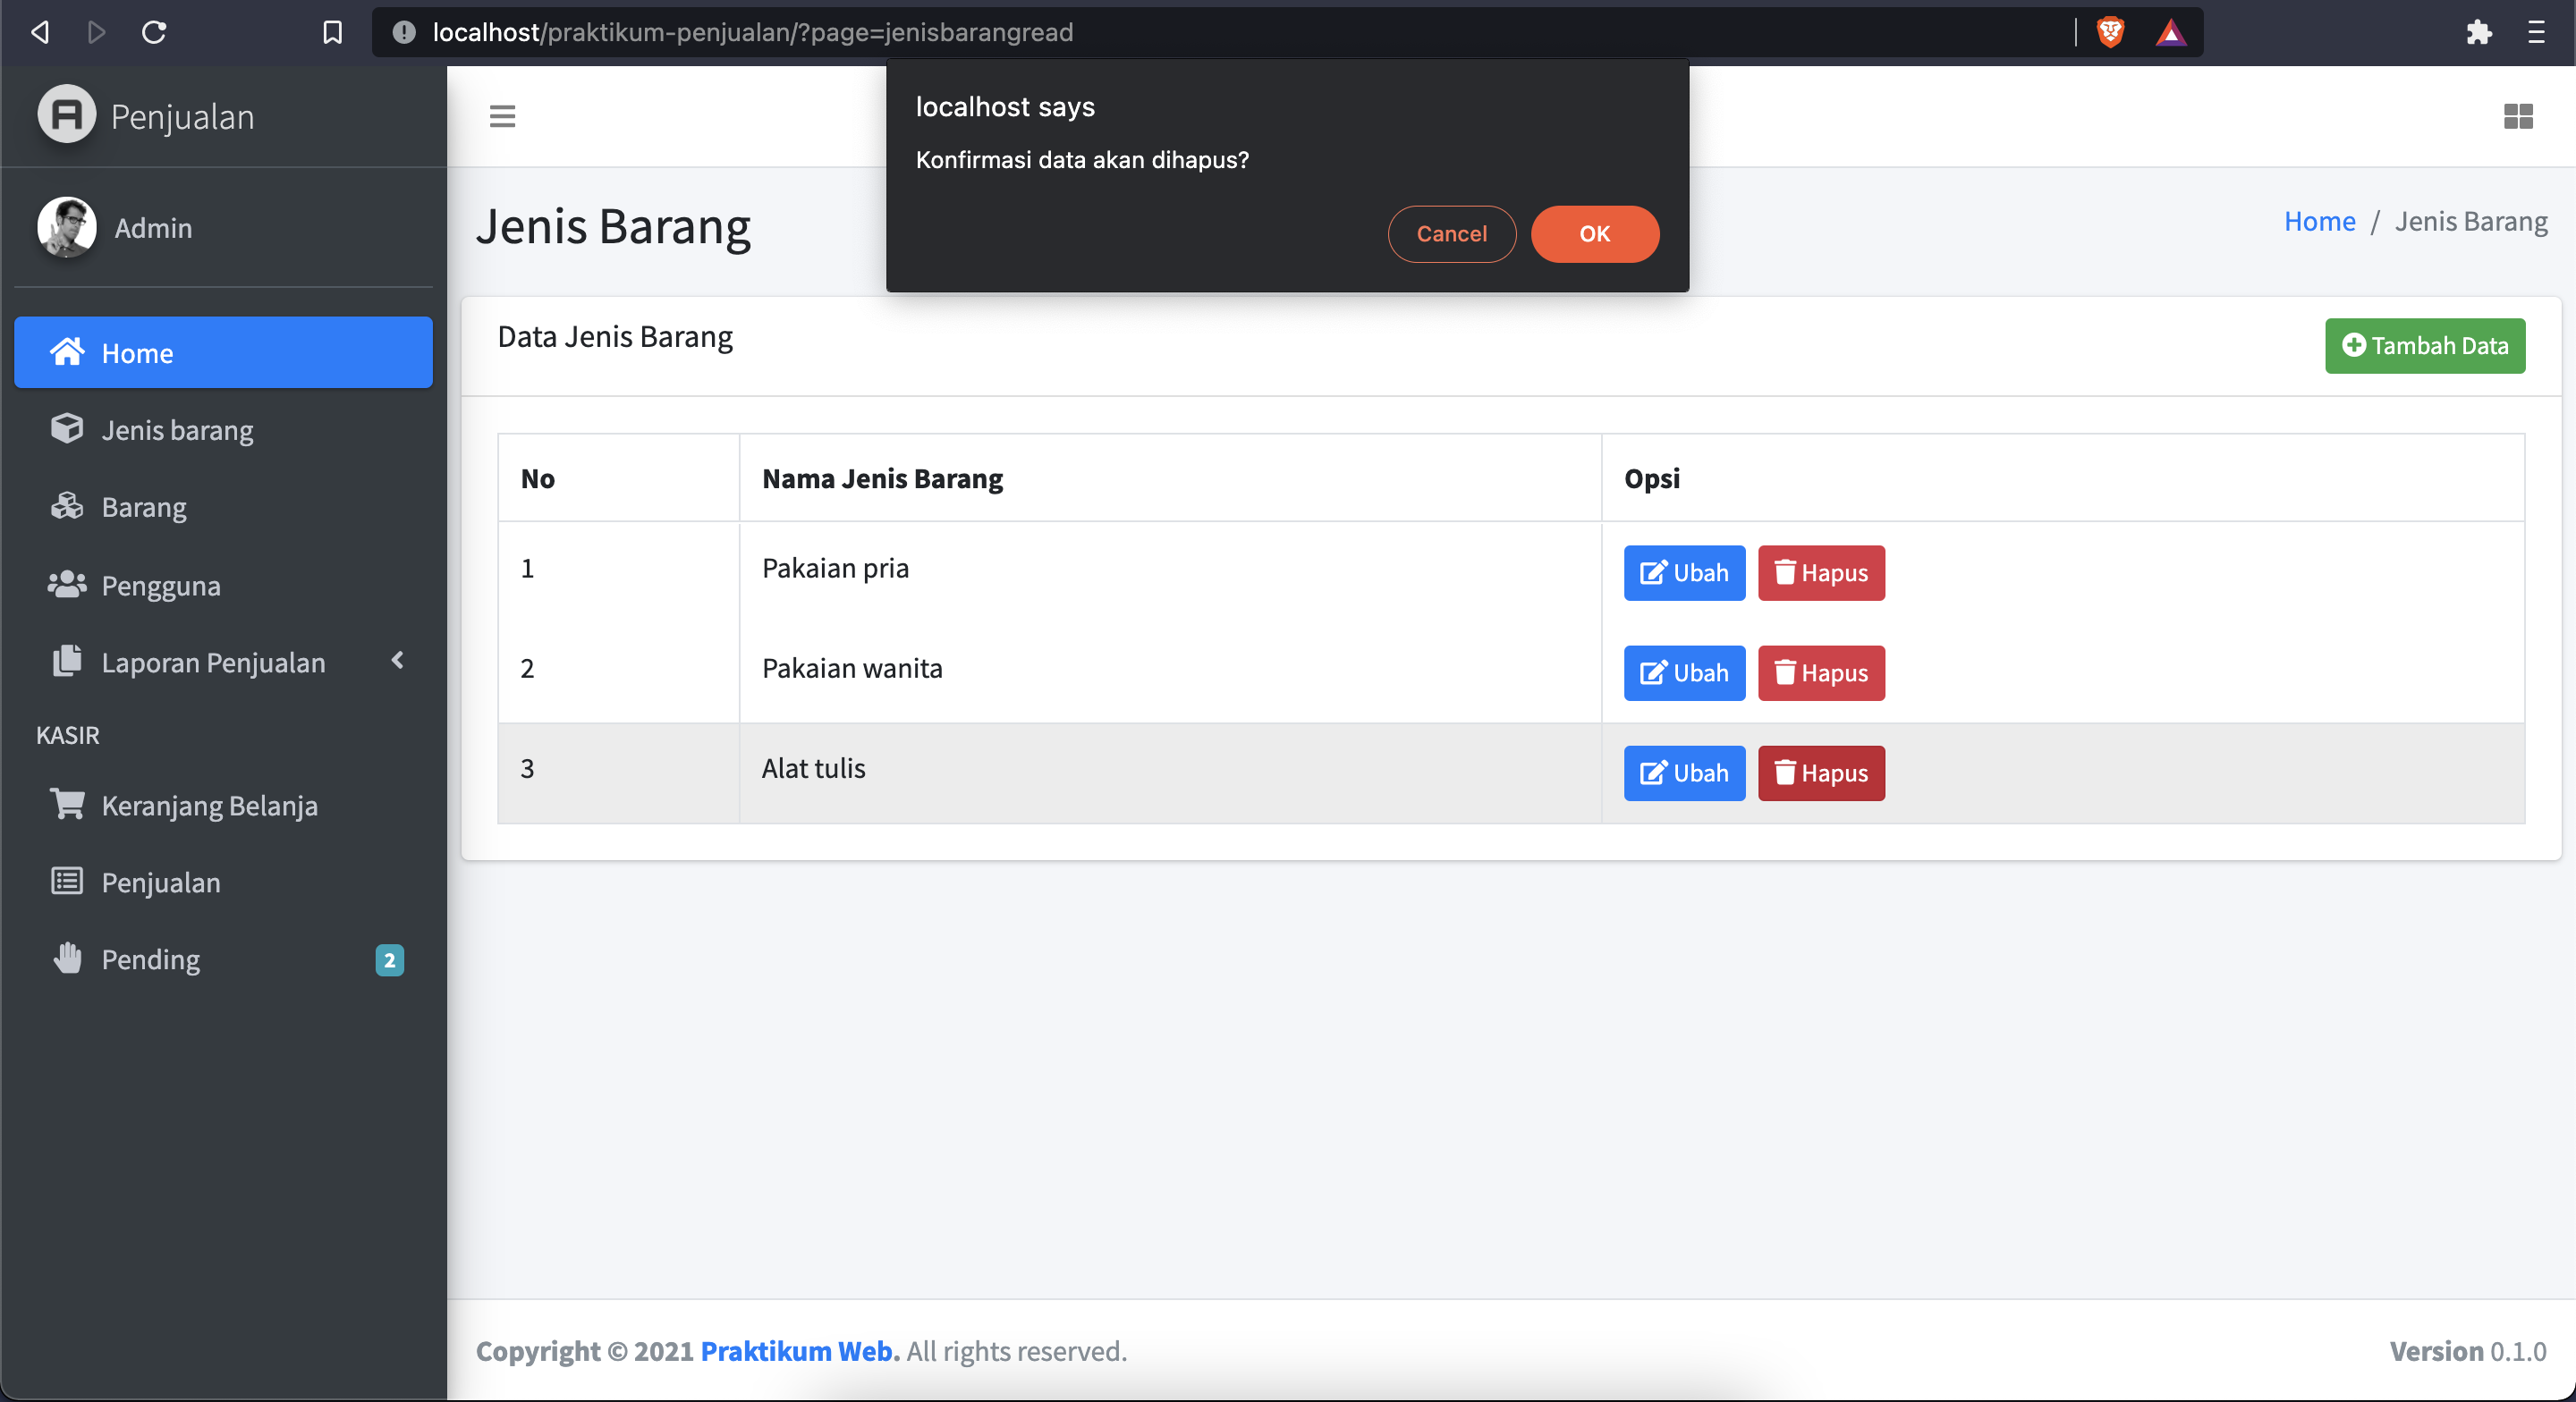 localhost/praktikum-penjualan/?page=jenisbarangread
localhost says
Konfirmasi data akan dihapus?
Cancel
OK
Penjualan
Admin
Home
Jenis barang
Barang
Pengguna
Laporan Penjualan
KASIR
Keranjang Belanja
Penjualan
Pending 2
Jenis Barang
Home / Jenis Barang
Data Jenis Barang
Tambah Data
No Nama Jenis Barang Opsi
1 Pakaian pria Ubah Hapus
2 Pakaian wanita Ubah Hapus
3 Alat tulis Ubah Hapus
Copyright © 2021 Praktikum Web. All rights reserved.
Version 0.1.0